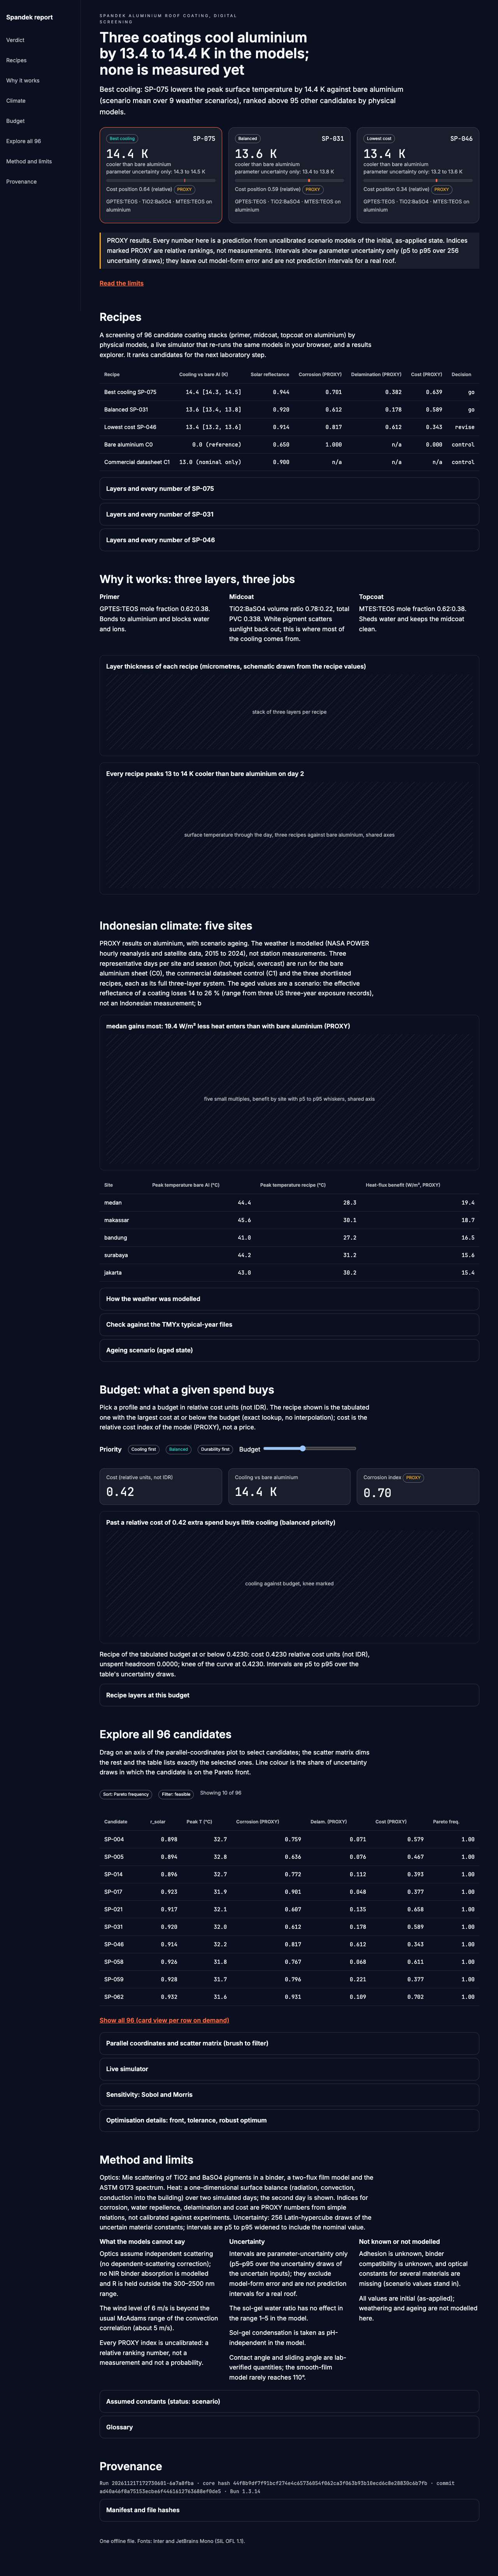 Spandek report
Verdict
Recipes
Why it works
Climate
Budget
Explore all 96
Method and limits
Provenance
SPANDEK ALUMINIUM ROOF COATING, DIGITAL
SCREENING
Three coatings cool aluminium
by 13.4 to 14.4 K in the models;
none is measured yet
Best cooling: SP-075 lowers the peak surface temperature by 14.4 K against bare aluminium
(scenario mean over 9 weather scenarios), ranked above 95 other candidates by physical
models.
Best cooling SP-075
14.4 K
cooler than bare aluminium
parameter uncertainty only: 14.3 to 14.5 K
Cost position 0.64 (relative) PROXY
GPTES:TEOS · TiO2:BaSO4 · MTES:TEOS on
aluminium
Balanced SP-031
13.6 K
cooler than bare aluminium
parameter uncertainty only: 13.4 to 13.8 K
Cost position 0.59 (relative) PROXY
GPTES:TEOS · TiO2:BaSO4 · MTES:TEOS on
aluminium
Lowest cost SP-046
13.4 K
cooler than bare aluminium
parameter uncertainty only: 13.2 to 13.6 K
Cost position 0.34 (relative) PROXY
GPTES:TEOS · TiO2:BaSO4 · MTES:TEOS on
aluminium
PROXY results. Every number here is a prediction from uncalibrated scenario models of the initial, as-applied state. Indices
marked PROXY are relative rankings, not measurements. Intervals show parameter uncertainty only (p5 to p95 over 256
uncertainty draws); they leave out model-form error and are not prediction intervals for a real roof.
Read the limits
Recipes
A screening of 96 candidate coating stacks (primer, midcoat, topcoat on aluminium) by
physical models, a live simulator that re-runs the same models in your browser, and a results
explorer. It ranks candidates for the next laboratory step.
Recipe Cooling vs bare Al (K) Solar reflectance Corrosion (PROXY) Delamination (PROXY) Cost (PROXY) Decision
Best cooling SP-075 14.4 [14.3, 14.5] 0.944 0.701 0.382 0.639 go
Balanced SP-031 13.6 [13.4, 13.8] 0.920 0.612 0.178 0.589 go
Lowest cost SP-046 13.4 [13.2, 13.6] 0.914 0.817 0.612 0.343 revise
Bare aluminium C0 0.0 (reference) 0.650 1.000 n/a 0.000 control
Commercial datasheet C1 13.0 (nominal only) 0.900 n/a n/a n/a control
Layers and every number of SP-075
Layers and every number of SP-031
Layers and every number of SP-046
Why it works: three layers, three jobs
Primer
GPTES:TEOS mole fraction 0.62:0.38.
Bonds to aluminium and blocks water
and ions.
Midcoat
TiO2:BaSO4 volume ratio 0.78:0.22, total
PVC 0.338. White pigment scatters
sunlight back out; this is where most of
the cooling comes from.
Topcoat
MTES:TEOS mole fraction 0.62:0.38.
Sheds water and keeps the midcoat
clean.
Layer thickness of each recipe (micrometres, schematic drawn from the recipe values)
stack of three layers per recipe
Every recipe peaks 13 to 14 K cooler than bare aluminium on day 2
surface temperature through the day, three recipes against bare aluminium, shared axes
Indonesian climate: five sites
PROXY results on aluminium, with scenario ageing. The weather is modelled (NASA POWER
hourly reanalysis and satellite data, 2015 to 2024), not station measurements. Three
representative days per site and season (hot, typical, overcast) are run for the bare
aluminium sheet (C0), the commercial datasheet control (C1) and the three shortlisted
recipes, each as its full three-layer system. The aged values are a scenario: the effective
reflectance of a coating loses 14 to 26 % (range from three US three-year exposure records),
not an Indonesian measurement; b
medan gains most: 19.4 W/m² less heat enters than with bare aluminium (PROXY)
five small multiples, benefit by site with p5 to p95 whiskers, shared axis
Site Peak temperature bare Al (°C) Peak temperature recipe (°C) Heat-flux benefit (W/m², PROXY)
medan 44.4 28.3 19.4
makassar 45.6 30.1 18.7
bandung 41.0 27.2 16.5
surabaya 44.2 31.2 15.6
jakarta 43.0 30.2 15.4
How the weather was modelled
Check against the TMYx typical-year files
Ageing scenario (aged state)
Budget: what a given spend buys
Pick a profile and a budget in relative cost units (not IDR). The recipe shown is the tabulated
one with the largest cost at or below the budget (exact lookup, no interpolation); cost is the
relative cost index of the model (PROXY), not a price.
Priority Cooling first Balanced Durability first Budget
Cost (relative units, not IDR)
0.42
Cooling vs bare aluminium
14.4 K
Corrosion index PROXY
0.70
Past a relative cost of 0.42 extra spend buys little cooling (balanced priority)
cooling against budget, knee marked
Recipe of the tabulated budget at or below 0.4230: cost 0.4230 relative cost units (not IDR),
unspent headroom 0.0000; knee of the curve at 0.4230. Intervals are p5 to p95 over the
table's uncertainty draws.
Recipe layers at this budget
Explore all 96 candidates
Drag on an axis of the parallel-coordinates plot to select candidates; the scatter matrix dims
the rest and the table lists exactly the selected ones. Line colour is the share of uncertainty
draws in which the candidate is on the Pareto front.
Sort: Pareto frequency Filter: feasible Showing 10 of 96
Candidate r_solar Peak T (°C) Corrosion (PROXY) Delam. (PROXY) Cost (PROXY) Pareto freq.
SP-004 0.898 32.7 0.759 0.071 0.579 1.00
SP-005 0.894 32.8 0.636 0.076 0.467 1.00
SP-014 0.896 32.7 0.772 0.112 0.393 1.00
SP-017 0.923 31.9 0.901 0.048 0.377 1.00
SP-021 0.917 32.1 0.607 0.135 0.658 1.00
SP-031 0.920 32.0 0.612 0.178 0.589 1.00
SP-046 0.914 32.2 0.817 0.612 0.343 1.00
SP-058 0.926 31.8 0.767 0.068 0.611 1.00
SP-059 0.928 31.7 0.796 0.221 0.377 1.00
SP-062 0.932 31.6 0.931 0.109 0.702 1.00
Show all 96 (card view per row on demand)
Parallel coordinates and scatter matrix (brush to filter)
Live simulator
Sensitivity: Sobol and Morris
Optimisation details: front, tolerance, robust optimum
Method and limits
Optics: Mie scattering of TiO2 and BaSO4 pigments in a binder, a two-flux film model and the
ASTM G173 spectrum. Heat: a one-dimensional surface balance (radiation, convection,
conduction into the building) over two simulated days; the second day is shown. Indices for
corrosion, water repellence, delamination and cost are PROXY numbers from simple
relations, not calibrated against experiments. Uncertainty: 256 Latin-hypercube draws of the
uncertain material constants; intervals are p5 to p95 widened to include the nominal value.
What the models cannot say
Optics assume independent scattering
(no dependent-scattering correction);
no NIR binder absorption is modelled
and R is held outside the 300–2500 nm
range.
The wind level of 6 m/s is beyond the
usual McAdams range of the convection
correlation (about 5 m/s).
Every PROXY index is uncalibrated: a
relative ranking number, not a
measurement and not a probability.
Uncertainty
Intervals are parameter-uncertainty only
(p5–p95 over the uncertainty draws of
the uncertain inputs); they exclude
model-form error and are not prediction
intervals for a real roof.
The sol-gel water ratio has no effect in
the range 1–5 in the model.
Sol-gel condensation is taken as pH-
independent in the model.
Contact angle and sliding angle are lab-
verified quantities; the smooth-film
model rarely reaches 110°.
Not known or not modelled
Adhesion is unknown, binder
compatibility is unknown, and optical
constants for several materials are
missing (scenario values stand in).
All values are initial (as-applied);
weathering and ageing are not modelled
here.
Assumed constants (status: scenario)
Glossary
Provenance
Manifest and file hashes
One offline file. Fonts: Inter and JetBrains Mono (SIL OFL 1.1).